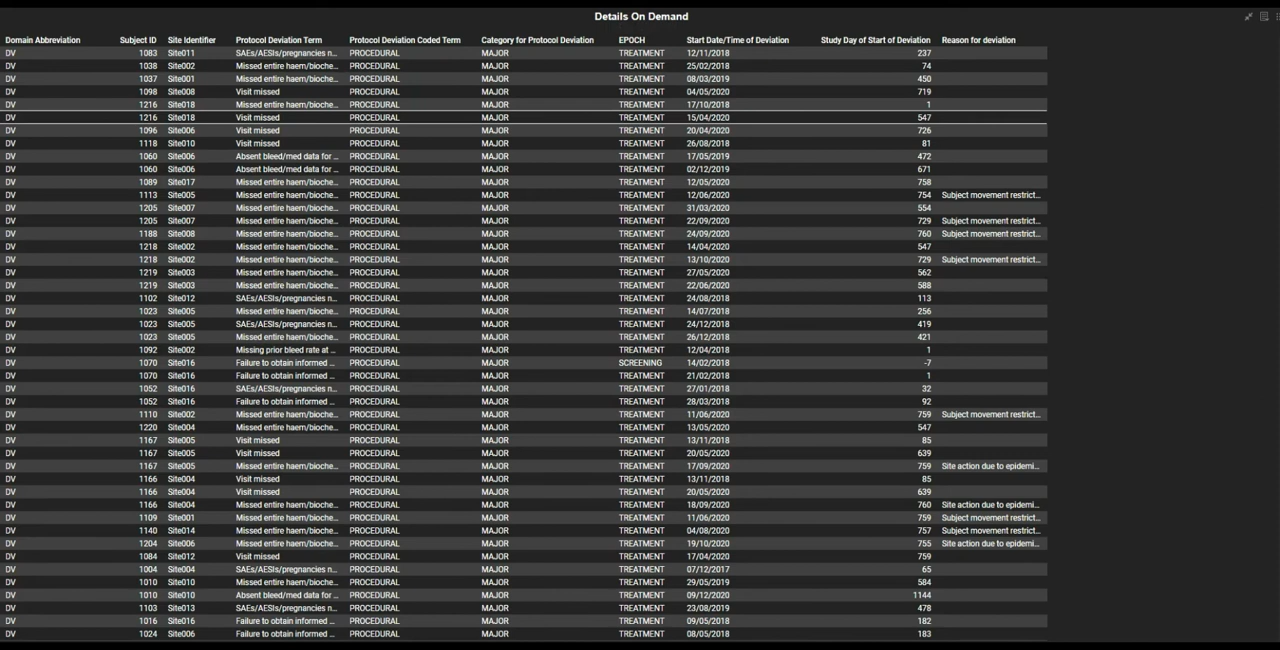 Details On Demand
Domain Abbreviation Subject ID Site Identifier Protocol Deviation Term Protocol Deviation Coded Term Category for Protocol Deviation EPOCH Start Date/Time of Deviation Study Day of Start of Deviation Reason for deviation
DV 1083 Site011 SAEs/AESIs/pregnancies n... PROCEDURAL MAJOR TREATMENT 12/11/2018 237
DV 1038 Site002 Missed entire haem/bioche... PROCEDURAL MAJOR TREATMENT 25/02/2018 74
DV 1037 Site001 Missed entire haem/bioche... PROCEDURAL MAJOR TREATMENT 08/03/2019 450
DV 1098 Site008 Visit missed PROCEDURAL MAJOR TREATMENT 04/05/2020 719
DV 1216 Site018 Missed entire haem/bioche... PROCEDURAL MAJOR TREATMENT 17/10/2018 1
DV 1216 Site018 Visit missed PROCEDURAL MAJOR TREATMENT 15/04/2020 547
DV 1096 Site006 Visit missed PROCEDURAL MAJOR TREATMENT 20/04/2020 726
DV 1118 Site010 Visit missed PROCEDURAL MAJOR TREATMENT 26/08/2018 81
DV 1060 Site006 Absent bleed/med data for ... PROCEDURAL MAJOR TREATMENT 17/05/2019 472
DV 1060 Site006 Absent bleed/med data for ... PROCEDURAL MAJOR TREATMENT 02/12/2019 671
DV 1089 Site017 Missed entire haem/bioche... PROCEDURAL MAJOR TREATMENT 12/05/2020 758
DV 1113 Site005 Missed entire haem/bioche... PROCEDURAL MAJOR TREATMENT 12/06/2020 754 Subject movement restrict...
DV 1205 Site007 Missed entire haem/bioche... PROCEDURAL MAJOR TREATMENT 31/03/2020 554
DV 1205 Site007 Missed entire haem/bioche... PROCEDURAL MAJOR TREATMENT 22/09/2020 729 Subject movement restrict...
DV 1188 Site008 Missed entire haem/bioche... PROCEDURAL MAJOR TREATMENT 24/09/2020 760 Subject movement restrict...
DV 1218 Site002 Missed entire haem/bioche... PROCEDURAL MAJOR TREATMENT 14/04/2020 547
DV 1218 Site002 Missed entire haem/bioche... PROCEDURAL MAJOR TREATMENT 13/10/2020 729 Subject movement restrict...
DV 1219 Site003 Missed entire haem/bioche... PROCEDURAL MAJOR TREATMENT 27/05/2020 562
DV 1219 Site003 Missed entire haem/bioche... PROCEDURAL MAJOR TREATMENT 22/06/2020 588
DV 1102 Site012 SAEs/AESIs/pregnancies n... PROCEDURAL MAJOR TREATMENT 24/08/2018 113
DV 1023 Site005 Missed entire haem/bioche... PROCEDURAL MAJOR TREATMENT 14/07/2018 256
DV 1023 Site005 SAEs/AESIs/pregnancies n... PROCEDURAL MAJOR TREATMENT 24/12/2018 419
DV 1023 Site005 Missed entire haem/bioche... PROCEDURAL MAJOR TREATMENT 26/12/2018 421
DV 1092 Site002 Missing prior bleed rate at ... PROCEDURAL MAJOR TREATMENT 12/04/2018 1
DV 1070 Site016 Failure to obtain informed ... PROCEDURAL MAJOR SCREENING 14/02/2018 -7
DV 1070 Site016 Failure to obtain informed ... PROCEDURAL MAJOR TREATMENT 21/02/2018 1
DV 1052 Site016 SAEs/AESIs/pregnancies n... PROCEDURAL MAJOR TREATMENT 27/01/2018 32
DV 1052 Site016 Failure to obtain informed ... PROCEDURAL MAJOR TREATMENT 28/03/2018 92
DV 1110 Site002 Missed entire haem/bioche... PROCEDURAL MAJOR TREATMENT 11/06/2020 759 Subject movement restrict...
DV 1220 Site004 Missed entire haem/bioche... PROCEDURAL MAJOR TREATMENT 13/05/2020 547
DV 1167 Site005 Visit missed PROCEDURAL MAJOR TREATMENT 13/11/2018 85
DV 1167 Site005 Visit missed PROCEDURAL MAJOR TREATMENT 20/05/2020 639
DV 1167 Site005 Missed entire haem/bioche... PROCEDURAL MAJOR TREATMENT 17/09/2020 759 Site action due to epidemi...
DV 1166 Site004 Visit missed PROCEDURAL MAJOR TREATMENT 13/11/2018 85
DV 1166 Site004 Visit missed PROCEDURAL MAJOR TREATMENT 20/05/2020 639
DV 1166 Site004 Missed entire haem/bioche... PROCEDURAL MAJOR TREATMENT 18/09/2020 760 Site action due to epidemi...
DV 1109 Site001 Missed entire haem/bioche... PROCEDURAL MAJOR TREATMENT 11/06/2020 759 Subject movement restrict...
DV 1140 Site014 Missed entire haem/bioche... PROCEDURAL MAJOR TREATMENT 04/08/2020 757 Subject movement restrict...
DV 1204 Site006 Missed entire haem/bioche... PROCEDURAL MAJOR TREATMENT 19/10/2020 755 Site action due to epidemi...
DV 1084 Site012 Visit missed PROCEDURAL MAJOR TREATMENT 17/04/2020 759
DV 1004 Site004 SAEs/AESIs/pregnancies n... PROCEDURAL MAJOR TREATMENT 07/12/2017 65
DV 1010 Site010 Missed entire haem/bioche... PROCEDURAL MAJOR TREATMENT 29/05/2019 584
DV 1010 Site010 Absent bleed/med data for ... PROCEDURAL MAJOR TREATMENT 09/12/2020 1144
DV 1103 Site013 SAEs/AESIs/pregnancies n... PROCEDURAL MAJOR TREATMENT 23/08/2019 478
DV 1016 Site016 Failure to obtain informed ... PROCEDURAL MAJOR TREATMENT 09/05/2018 182
DV 1024 Site006 Failure to obtain informed ... PROCEDURAL MAJOR TREATMENT 08/05/2018 183